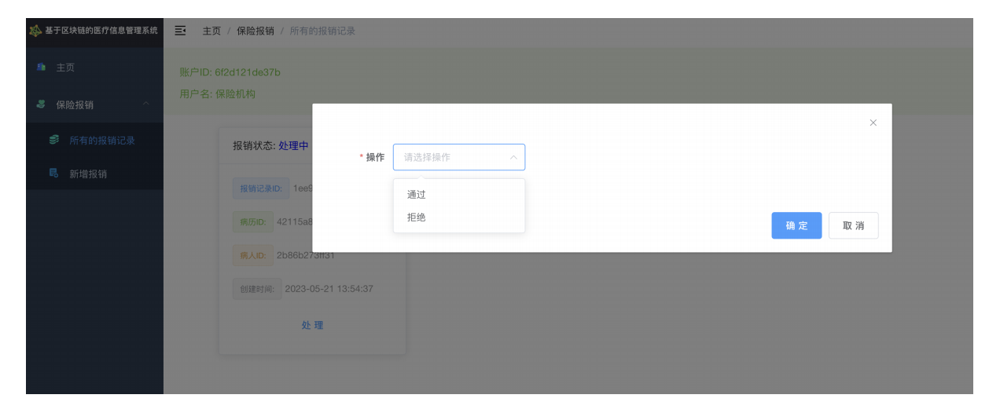 基于区块链的医疗信息管理系统
主页 / 保险报销 / 所有的报销记录
主页
保险报销
所有的报销记录
新增报销
账户ID: 6f2d121de37b
用户名: 保险机构
报销状态: 处理中
报销记录ID: 1ee9
病历ID: 42115a8
病人ID: 2b86b273ff31
创建时间: 2023-05-21 13:54:37
处 理
* 操作 请选择操作
通过
拒绝
确 定 取 消